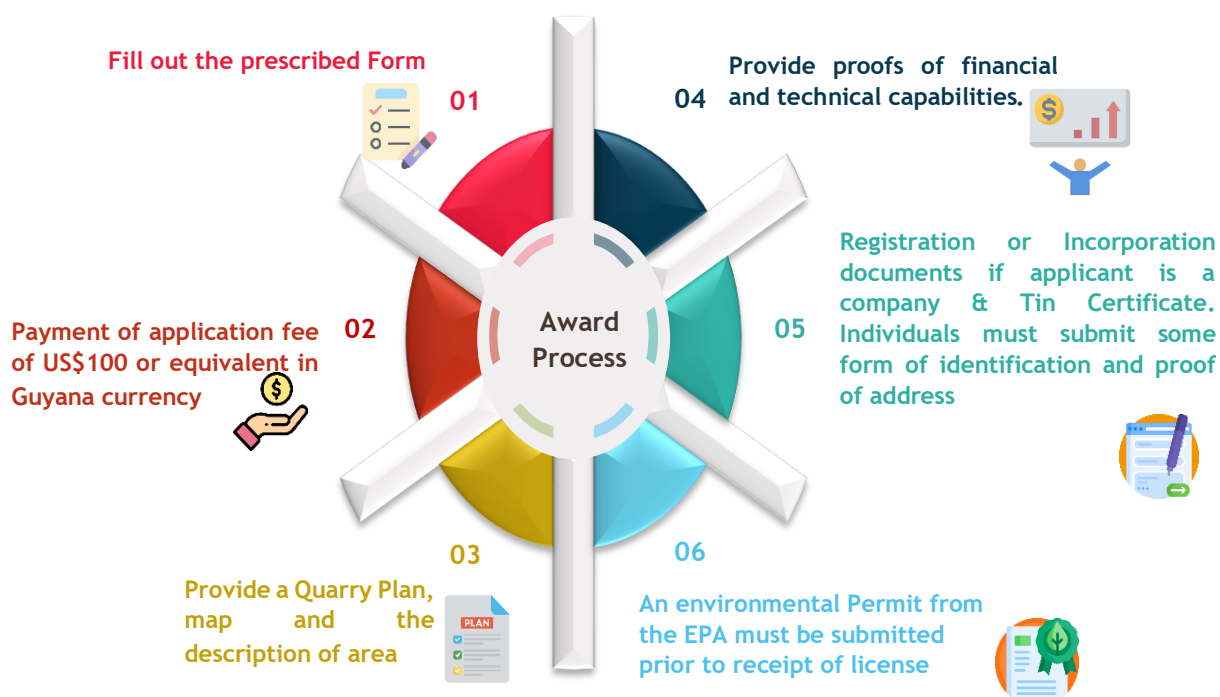 Fill out the prescribed Form
01
Payment of application fee
of US$100 or equivalent in
Guyana currency
02
03
Provide a Quarry Plan,
map and the
description of area
PLAN
Award
Process
04
Provide proofs of financial
and technical capabilities.
05
Registration or Incorporation
documents if applicant is a
company & Tin Certificate.
Individuals must submit some
form of identification and proof
of address
06
An environmental Permit from
the EPA must be submitted
prior to receipt of license